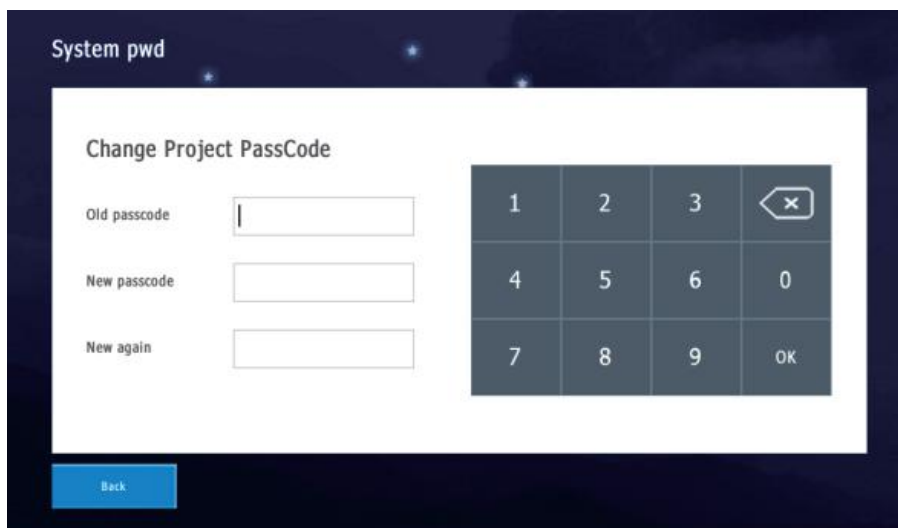 System pwd
Change Project PassCode
Old passcode
New passcode
New again
1 2 3
4 5 6 0
7 8 9 OK
Back